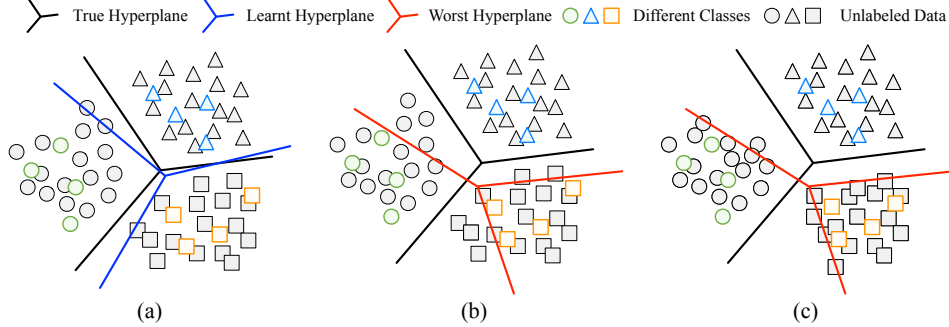 True Hyperplane Learnt Hyperplane Worst Hyperplane Different Classes Unlabeled Data
(a) (b) (c)